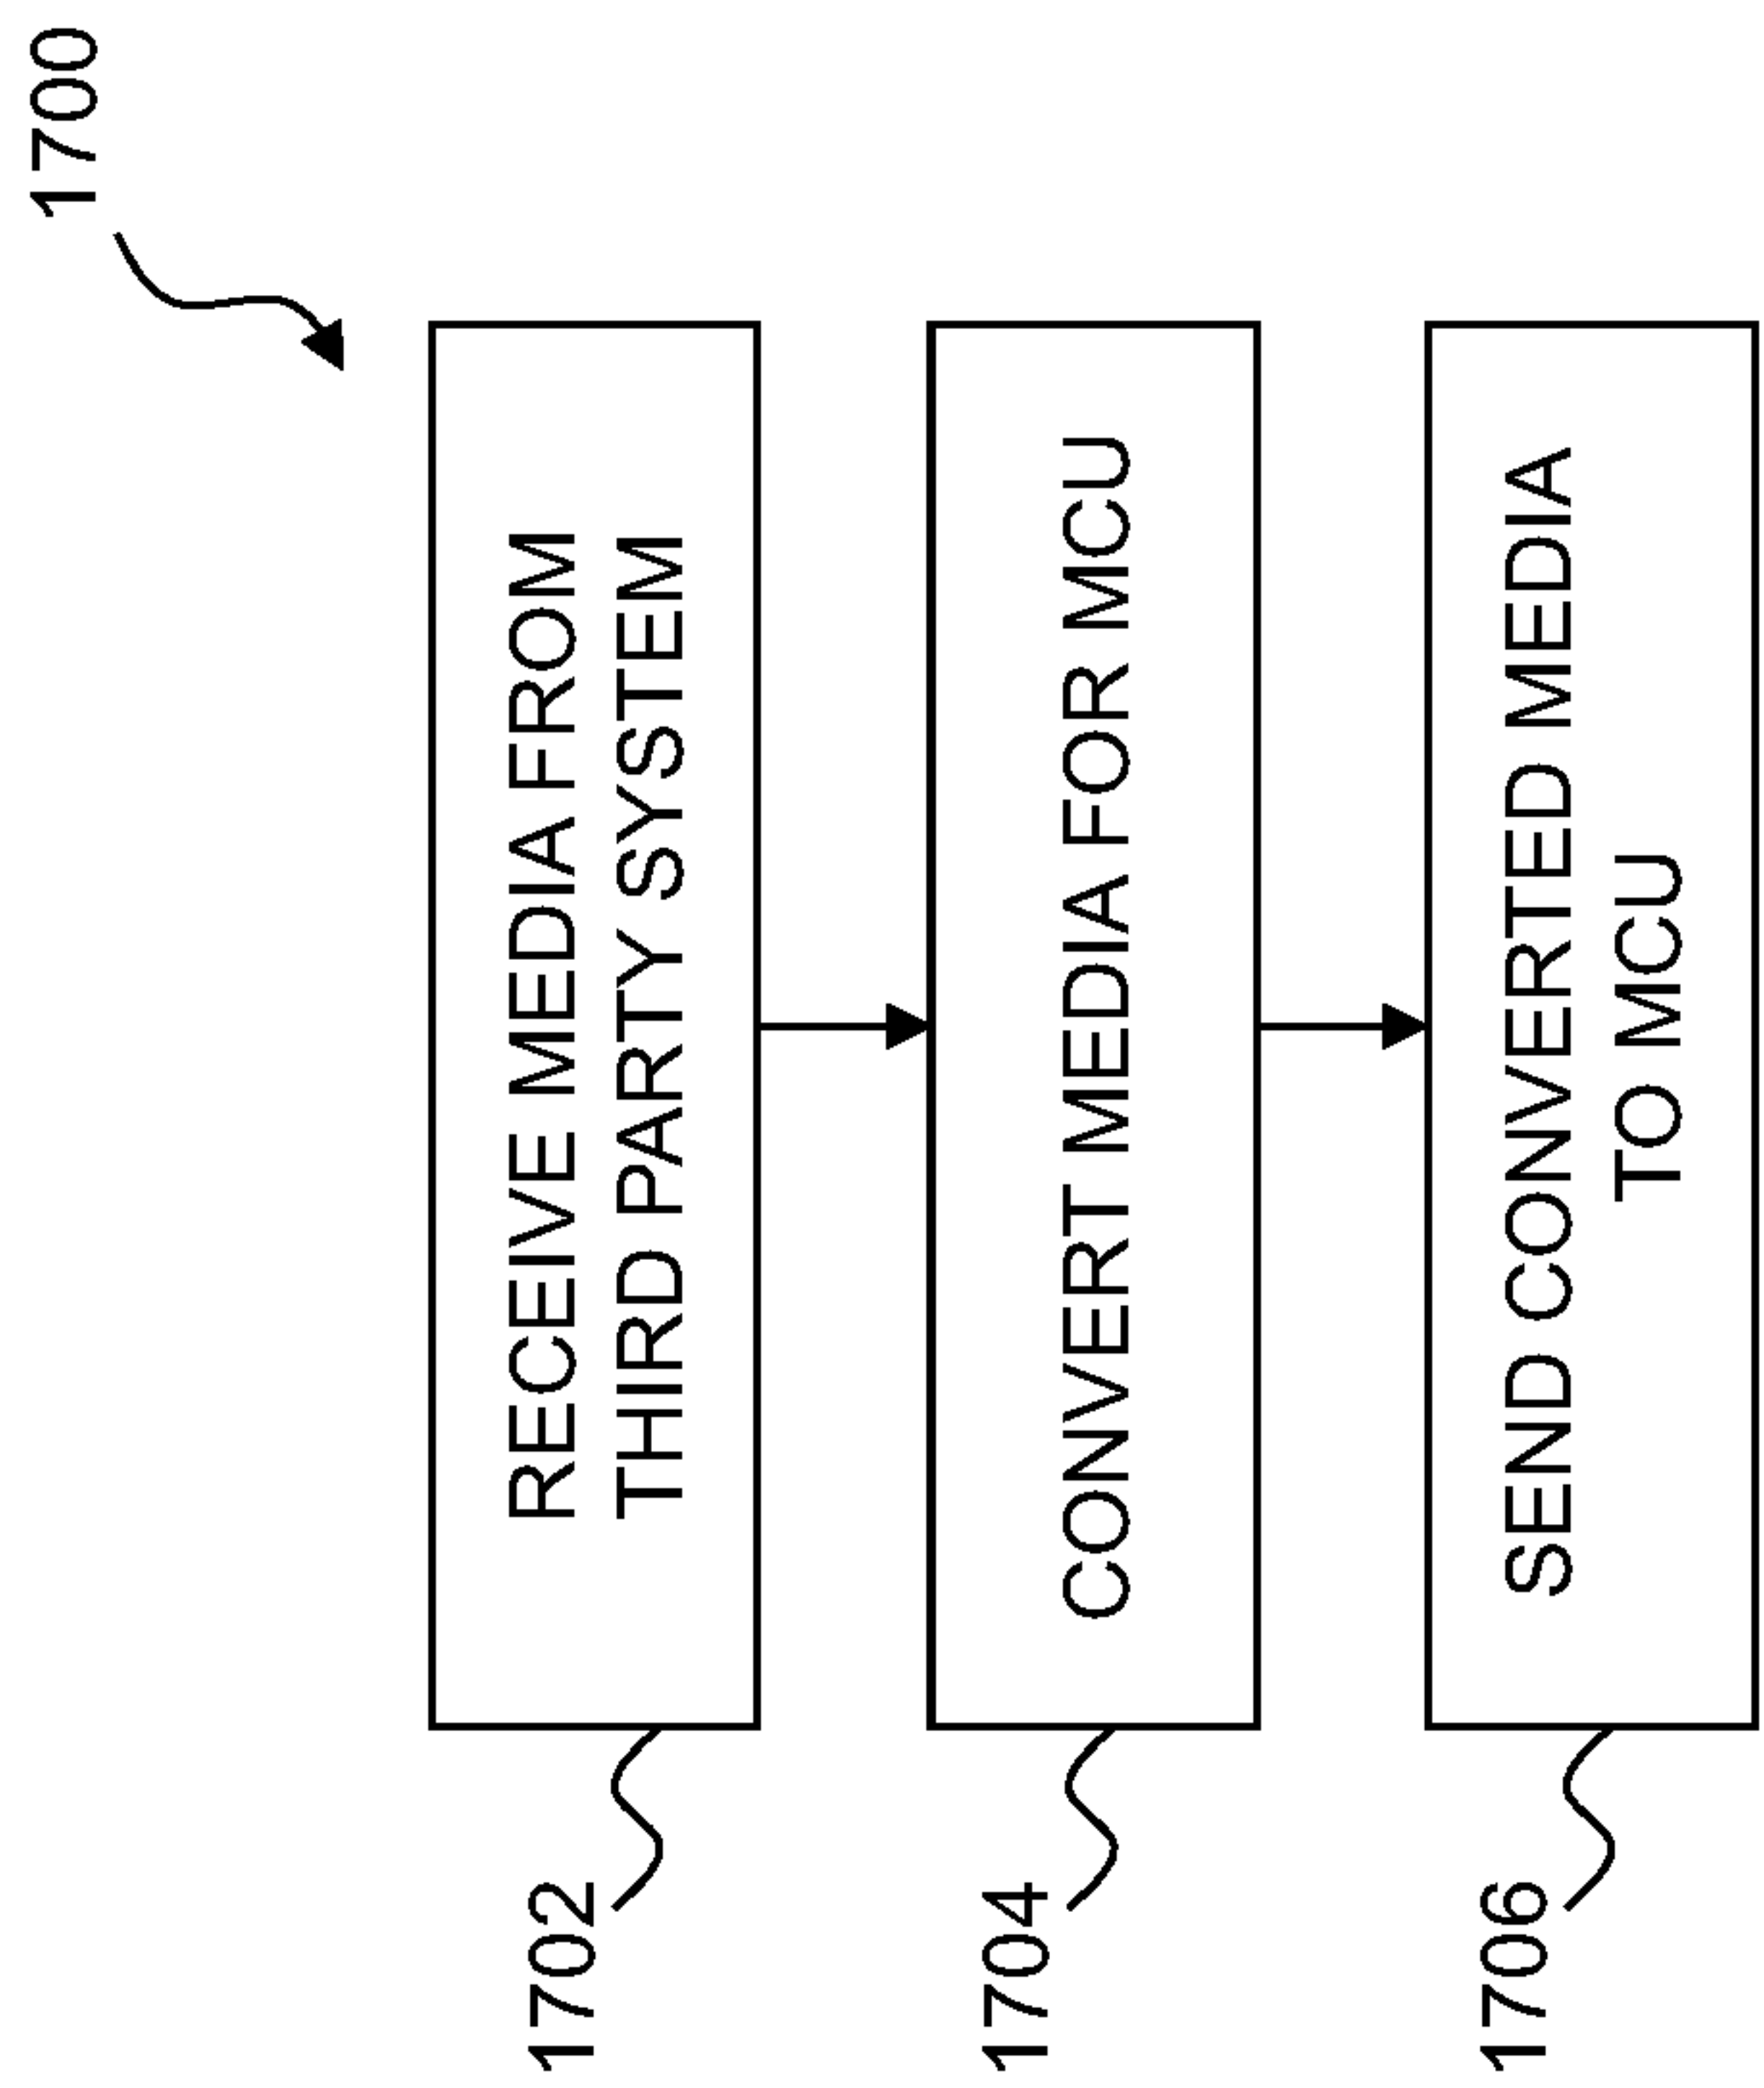 1700
1702
RECEIVE MEDIA FROM
THIRD PARTY SYSTEM
1704
CONVERT MEDIA FOR MCU
1706
SEND CONVERTED MEDIA
TO MCU